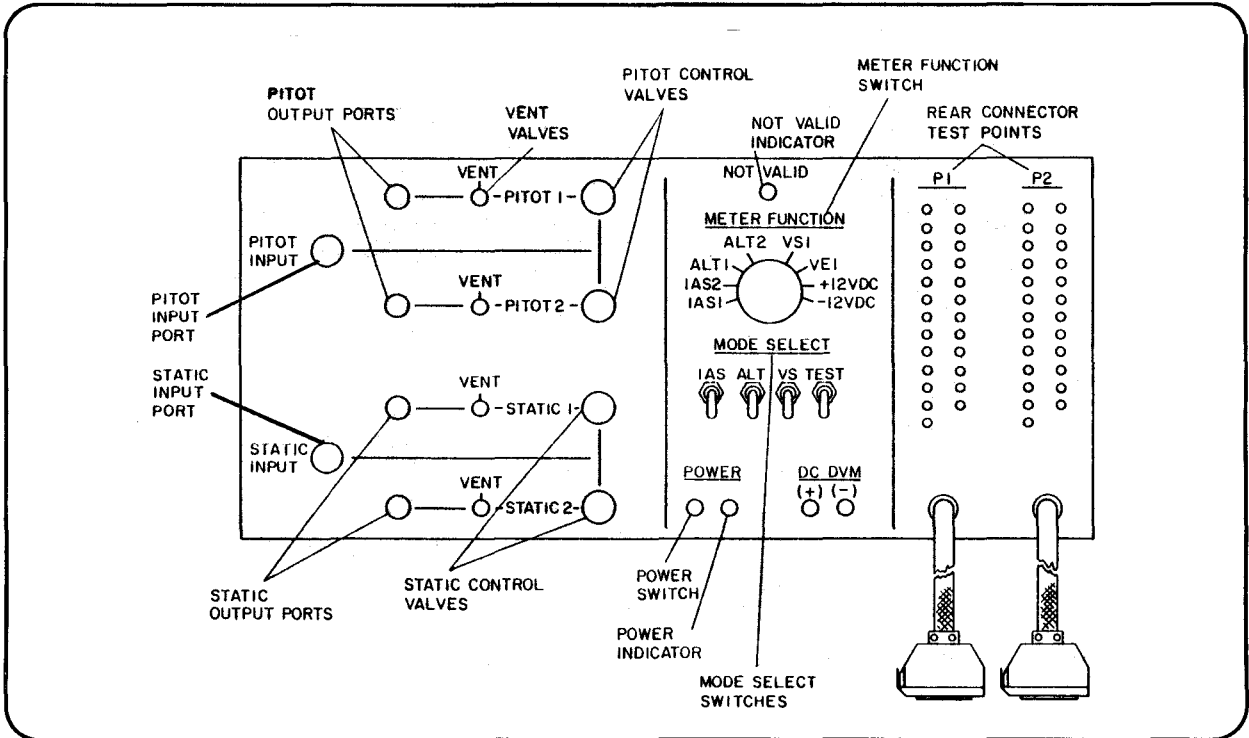 PITOT
OUTPUT PORTS
VENT
VALVES
PITOT CONTROL
VALVES
NOT VALID
INDICATOR
METER FUNCTION
SWITCH
REAR CONNECTOR
TEST POINTS
VENT
PITOT 1
PITOT
INPUT
VENT
PITOT 2
PITOT
INPUT
PORT
STATIC
INPUT
PORT
VENT
STATIC 1
STATIC
INPUT
VENT
STATIC 2
STATIC
OUTPUT PORTS
STATIC CONTROL
VALVES
NOT VALID
METER FUNCTION
ALT2 VS1
ALT1 VE1
IAS2 +12VDC
IAS1 -12VDC
MODE SELECT
IAS ALT VS TEST
POWER
DC DVM
(+) (-)
P1 P2
POWER
SWITCH
POWER
INDICATOR
MODE SELECT
SWITCHES